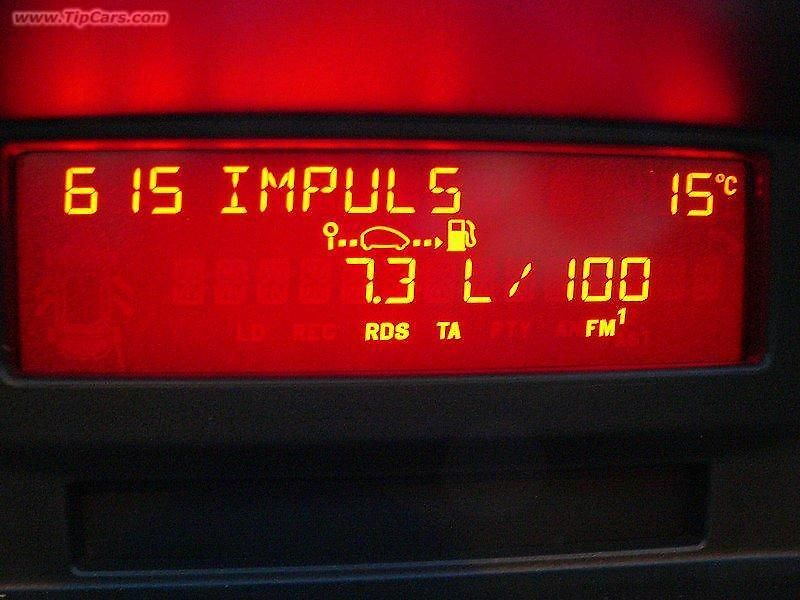 www.TipCars.com
6 15 IMPULS 15°C
7.3 L/100
RDS TA FM1